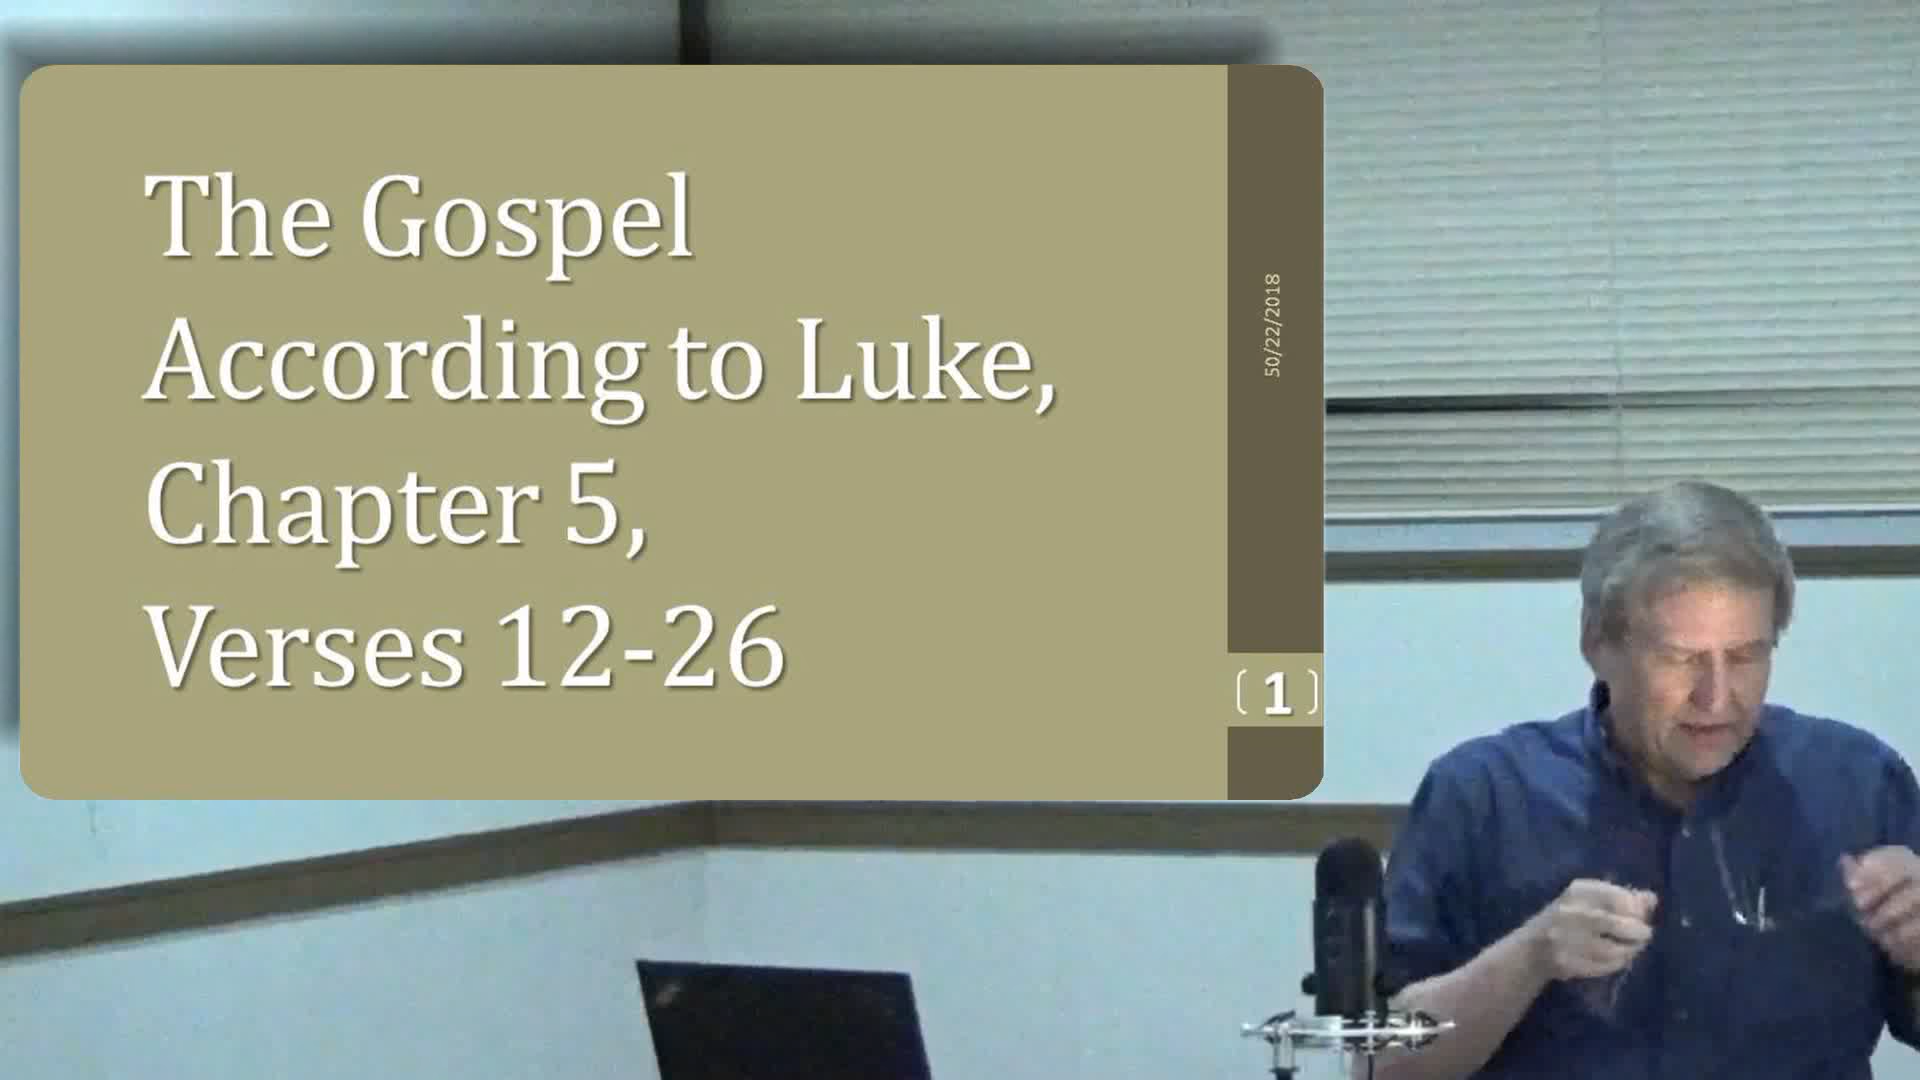 The Gospel
According to Luke,
Chapter 5,
Verses 12-26
50/22/2018
1